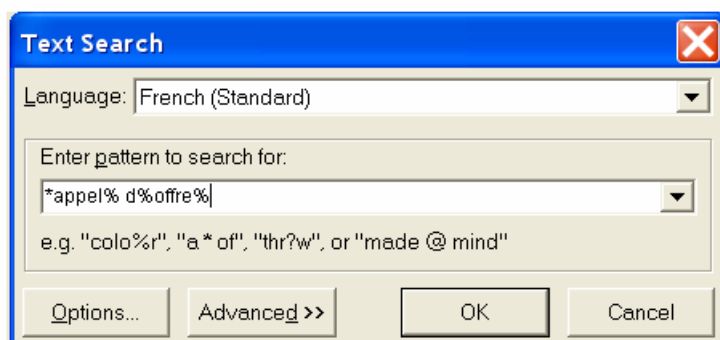 Text Search
Language: French (Standard)
Enter pattern to search for:
*appel% d%offre%
e.g. "colo%r", "a * of", "thr?w", or "made @ mind"
Options... Advanced >> OK Cancel